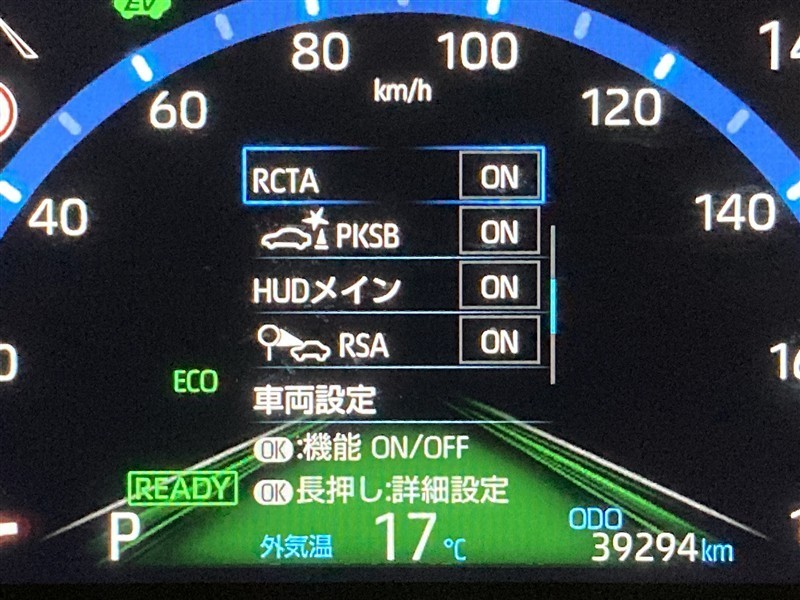 EV
80 100
km/h
60 120
40 140
RCTA ON
PKSB ON
HUDメイン ON
RSA ON
ECO
車両設定
OK:機能 ON/OFF
READY
OK長押し:詳細設定
P 外気温 17℃
ODO
39294km